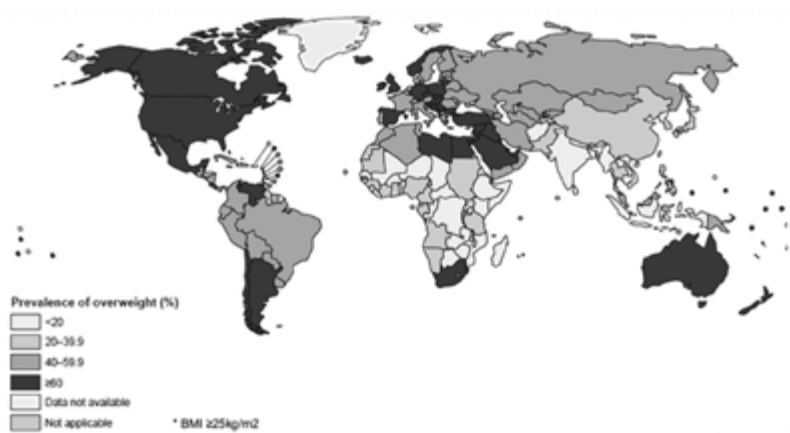 Prevalence of overweight (%)
<20
20–39.9
40–59.9
≥60
Data not available
Not applicable
* BMI ≥25kg/m2